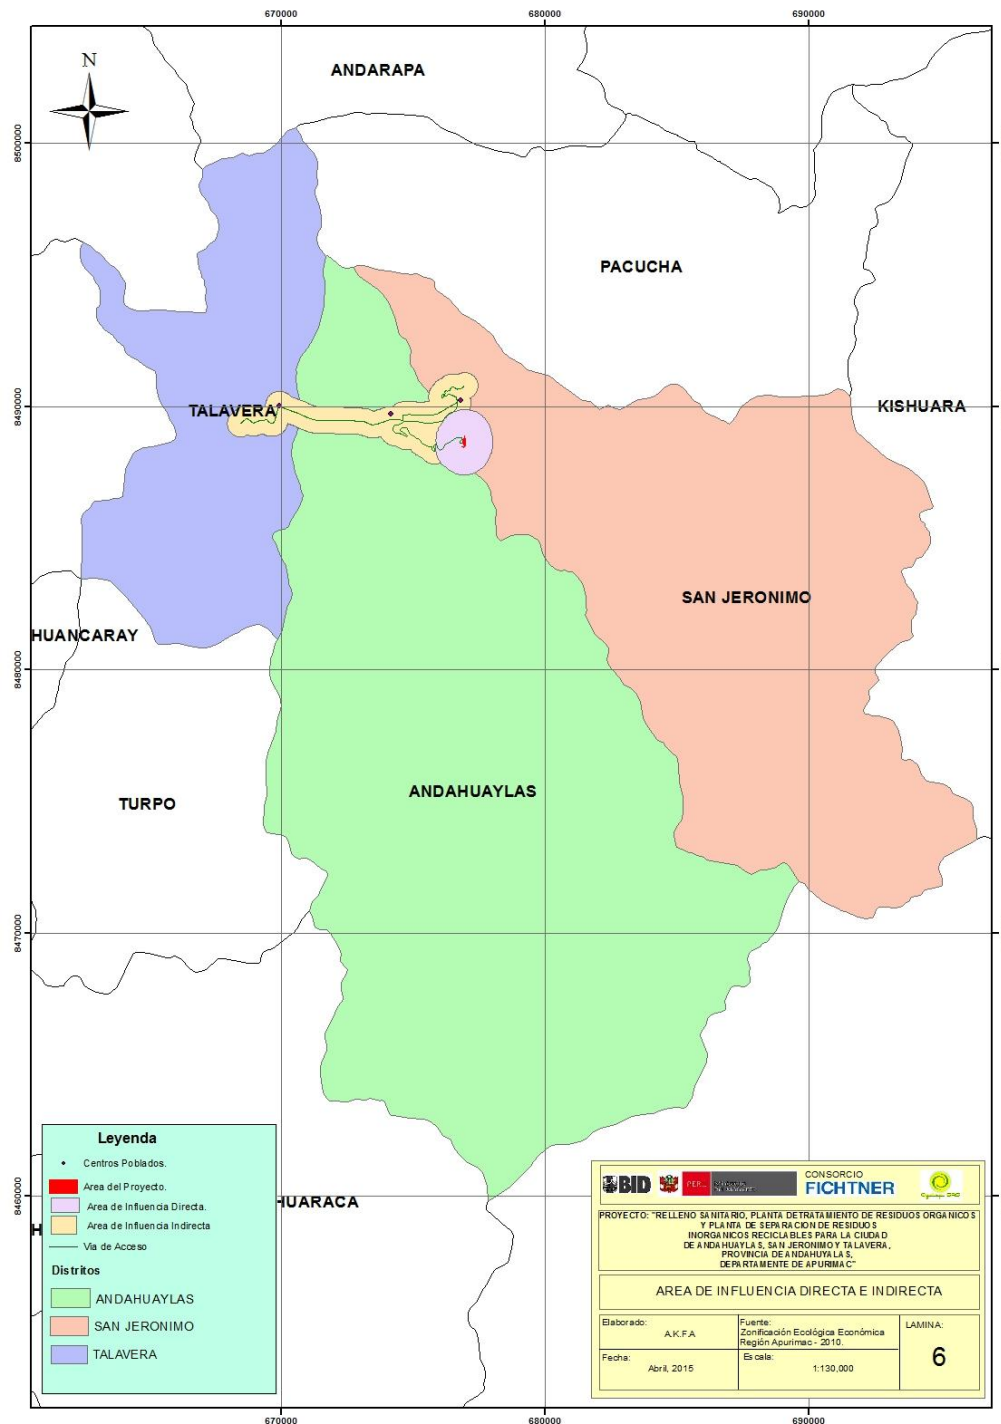 670000
680000
690000
N
ANDARAPA
8500000
PACUCHA
8490000
TALAVERA
KISHUARA
SAN JERONIMO
HUANCARAY
8480000
ANDAHUAYLAS
TURPO
8470000
8460000
HUARACA
H
Leyenda
Centros Poblados.
Area del Proyecto.
Area de Influencia Directa.
Area de Influencia Indirecta
Via de Acceso
Distritos
ANDAHUAYLAS
SAN JERONIMO
TALAVERA
BID
CONSORCIO
FICHTNER
PROYECTO: "RELLENO SANITARIO, PLANTA DETRATAMIENTO DE RESIDUOS ORGANICOS
Y PLANTA DE SEPARACION DE RESIDUOS
INORGANICOS RECICLABLES PARA LA CIUDAD
DE ANDAHUAYLAS, SAN JERONIMO Y TALAVERA,
PROVINCIA DE ANDAHUYALAS,
DEPARTAMENTE DE APURIMAC"
AREA DE INFLUENCIA DIRECTA E INDIRECTA
Elaborado:
A.K.F.A
Fuente:
Zonificación Ecológica Económica
Región Apurimac - 2010.
LAMINA:
6
Fecha:
Abril, 2015
Escala:
1:130,000
670000
680000
690000